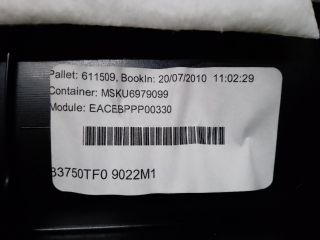 Pallet: 611509, BookIn: 20/07/2010 11:02:29
Container: MSKU6979099
Module: EACEBPPP00330
83750TF0 9022M1